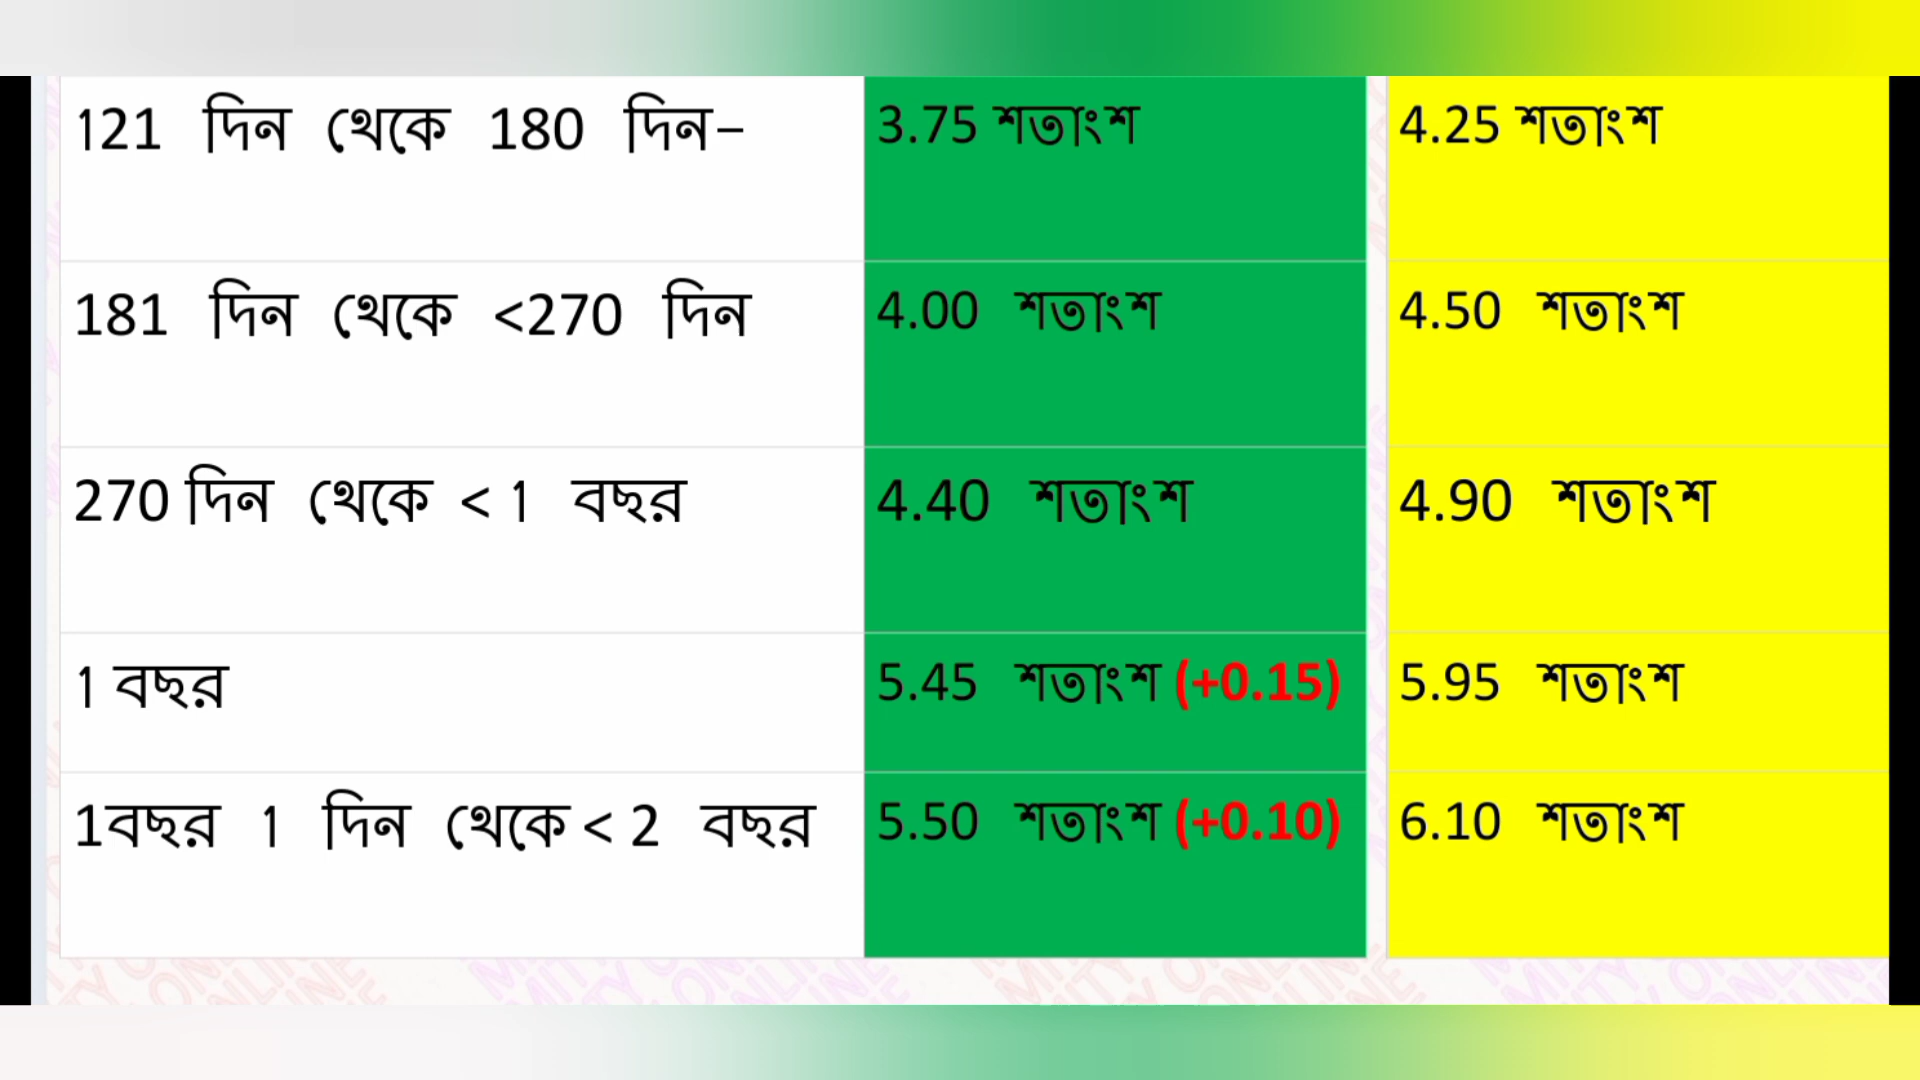 121 দিন থেকে 180 দিন– 3.75 শতাংশ 4.25 শতাংশ
181 দিন থেকে <270 দিন 4.00 শতাংশ 4.50 শতাংশ
270 দিন থেকে < 1 বছর 4.40 শতাংশ 4.90 শতাংশ
1 বছর 5.45 শতাংশ (+0.15) 5.95 শতাংশ
1বছর 1 দিন থেকে < 2 বছর 5.50 শতাংশ (+0.10) 6.10 শতাংশ